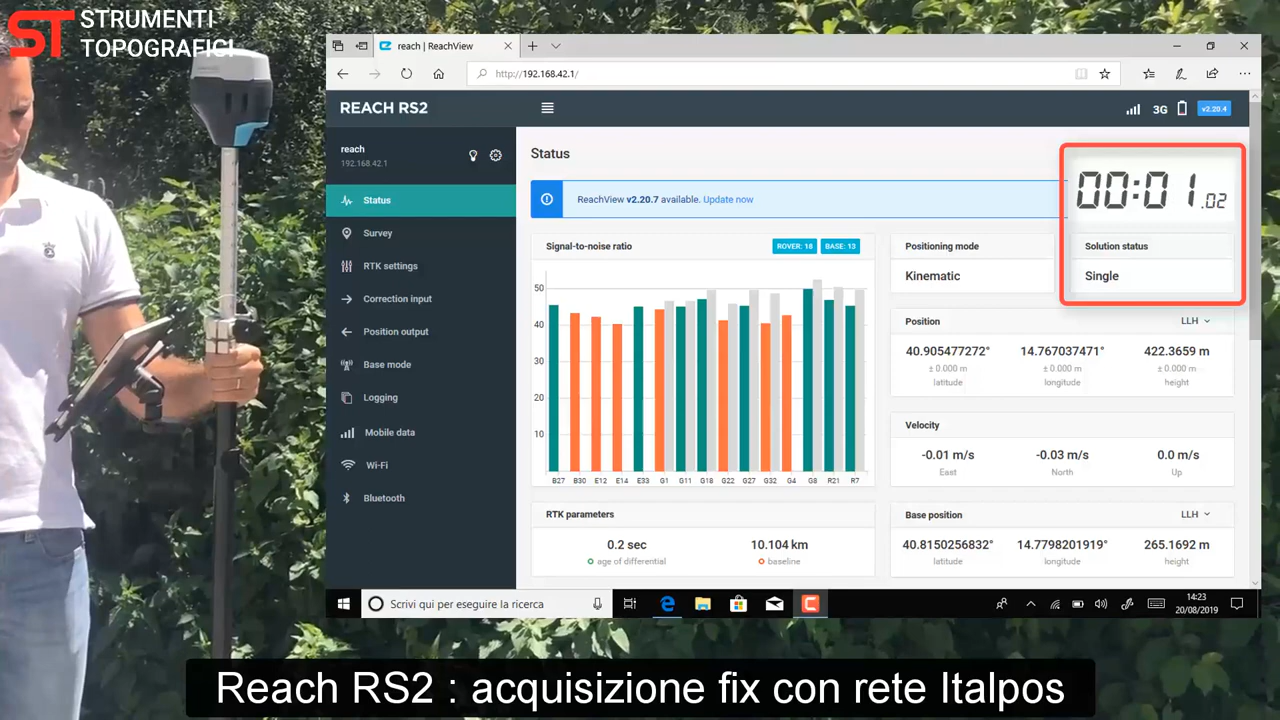 ST STRUMENTI
TOPOGRAFICI
reach | ReachView
http://192.168.42.1/
REACH RS2
3G
v2.20.4
reach
192.168.42.1
Status
Survey
RTK settings
Correction input
Position output
Base mode
Logging
Mobile data
Wi-Fi
Bluetooth
Status
ReachView v2.20.7 available. Update now
00:01.02
Signal-to-noise ratio
ROVER: 18
BASE: 13
50
40
30
20
10
B27 B30 E12 E14 E33 G1 G11 G18 G22 G27 G32 G4 G8 R21 R7
Positioning mode
Kinematic
Solution status
Single
Position
LLH
40.905477272° 14.767037471° 422.3659 m
± 0.000 m ± 0.000 m ± 0.000 m
latitude longitude height
Velocity
-0.01 m/s -0.03 m/s 0.0 m/s
East North Up
RTK parameters
0.2 sec 10.104 km
age of differential baseline
Base position
LLH
40.8150256832° 14.7798201919° 265.1692 m
latitude longitude height
Scrivi qui per eseguire la ricerca
14:23
20/08/2019
Reach RS2 : acquisizione fix con rete Italpos